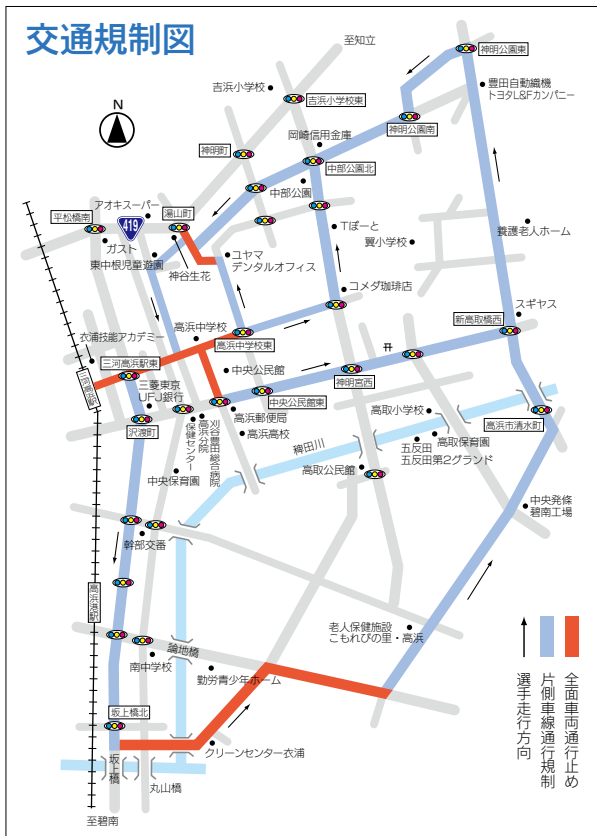 交通規制図
N
至知立
神明公園東
吉浜小学校
吉浜小学校東
豊田自動織機
トヨタL&Fカンパニー
岡崎信用金庫
神明公園南
神明町
中部公園北
中部公園
アオキスーパー
湯山町
平松橋南
419
ガスト
東中根児童遊園
神谷生花
ユヤマ
デンタルオフィス
Tぽーと
翼小学校
養護老人ホーム
コメダ珈琲店
スギヤス
新高取橋西
高浜中学校
高浜中学校東
衣浦技能アカデミー
三河高浜駅東
三河高浜駅
中央公民館
三菱東京
UFJ銀行
沢渡町
中央公民館東
神明宮西
高浜郵便局
高浜高校
刈谷豊田総合病院
高浜分院
保健センター
高取小学校
高浜市清水町
稗田川
高取保育園
五反田
五反田第2グランド
高取公民館
中央保育園
中央発條
碧南工場
幹部交番
高浜港駅
老人保健施設
こもれびの里・高浜
論地橋
南中学校
勤労青少年ホーム
坂上橋北
グリーンセンター衣浦
坂上橋
丸山橋
至碧南
全面車両通行止め
片側車線通行規制
選手走行方向